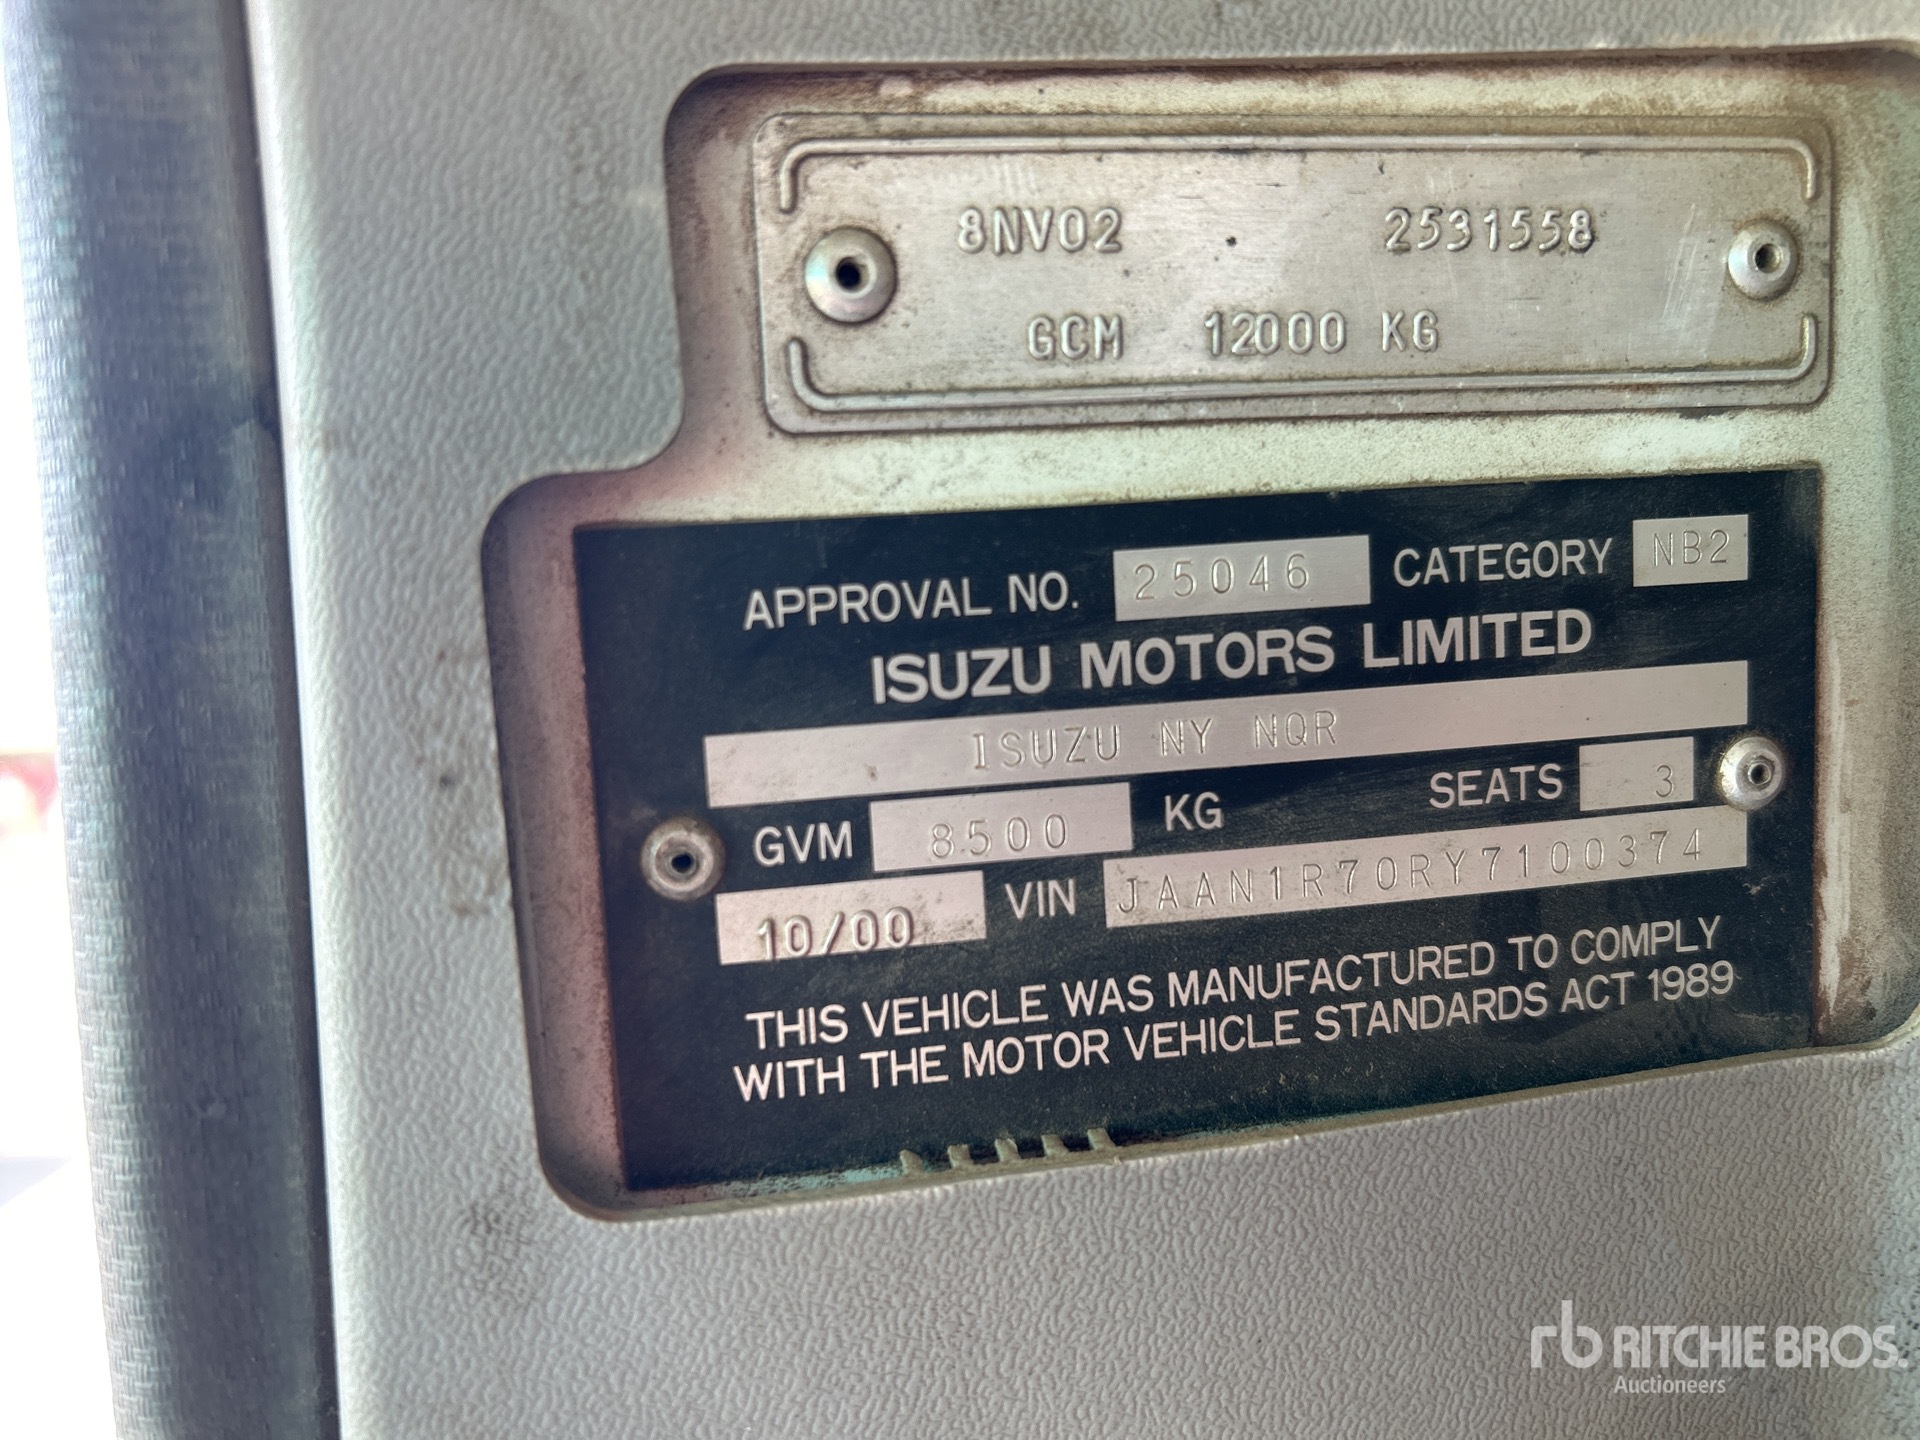 8NV02 2531558
GCM 12000 KG
APPROVAL NO. 25046 CATEGORY NB2
ISUZU MOTORS LIMITED
ISUZU NY NQR
GVM 8500 KG SEATS 3
10/00 VIN JAAN1R70RY7100374
THIS VEHICLE WAS MANUFACTURED TO COMPLY
WITH THE MOTOR VEHICLE STANDARDS ACT 1989
rb RITCHIE BROS.
Auctioneers